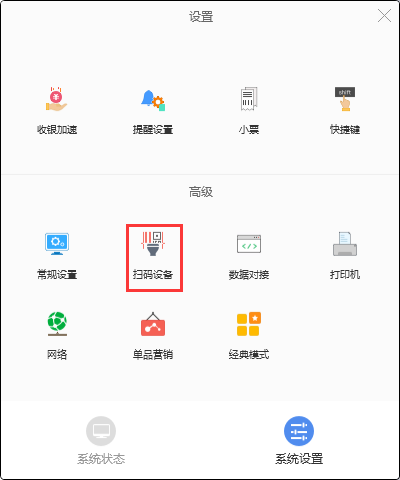 设置
收银加速 提醒设置 小票 快捷键
shift
高级
常规设置 扫码设备 数据对接 打印机
网络 单品营销 经典模式
系统状态 系统设置